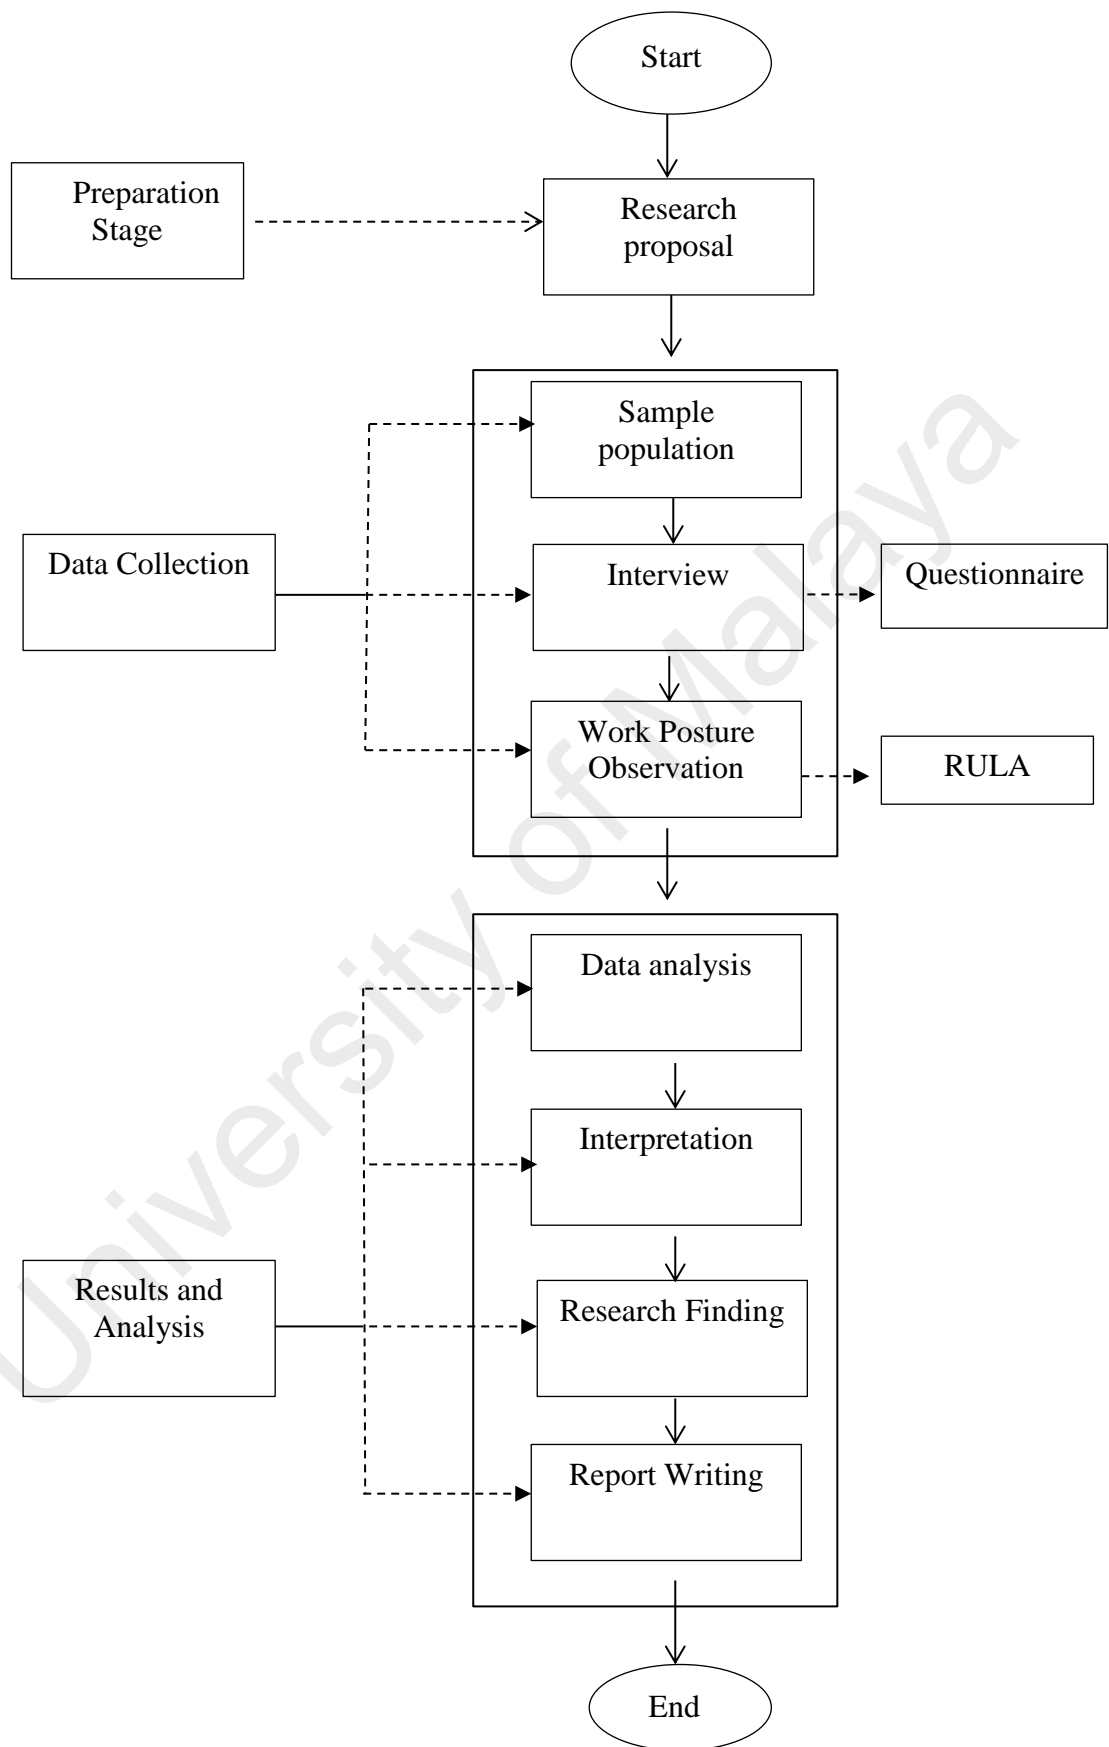 Start
Preparation
Stage
Research
proposal
Sample
population
Data Collection
Interview
Questionnaire
Work Posture
Observation
RULA
Data analysis
Interpretation
Results and
Analysis
Research Finding
Report Writing
End
University of Malaya